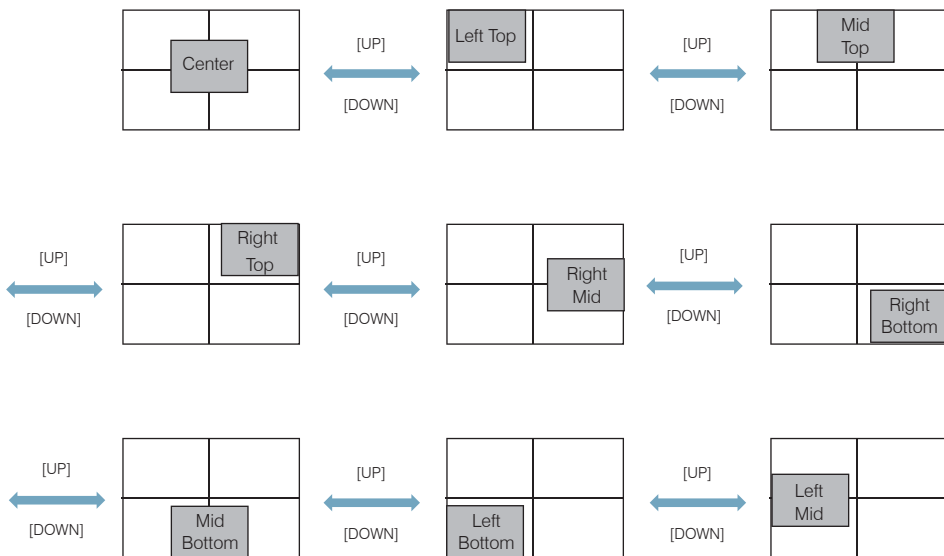 Center
[UP]
[DOWN]
Left Top
[UP]
[DOWN]
Mid
Top
[UP]
[DOWN]
Right
Top
[UP]
[DOWN]
Right
Mid
[UP]
[DOWN]
Right
Bottom
[UP]
[DOWN]
Mid
Bottom
[UP]
[DOWN]
Left
Bottom
[UP]
[DOWN]
Left
Mid